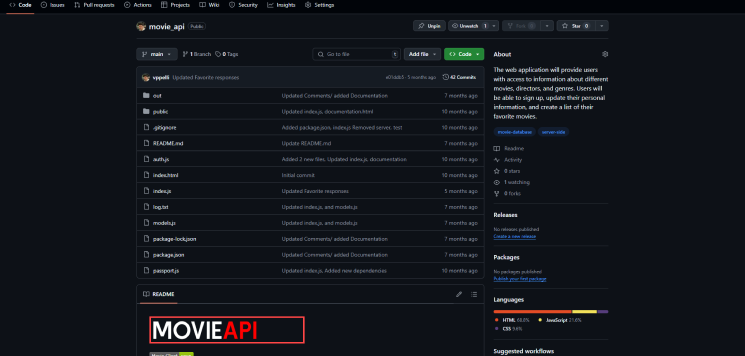 Code Issues Pull requests Actions Projects Wiki Security Insights Settings
movie_api Public Unpin Unwatch 1 Fork 0 Star 0
main 1 Branch 0 Tags Go to file t Add file Code
vppelli Updated Favorite responses 5 months ago 42 Commits
out Updated Comments/ added Documentation 7 months ago
public Updated index.js, documentation.html 10 months ago
.gitignore Added package.json, index.js Removed server, test 10 months ago
README.md Update README.md 7 months ago
auth.js Added 2 new files, Updated index.js, documentation 10 months ago
index.html Initial commit 10 months ago
index.js Updated Favorite responses 5 months ago
log.txt Updated index.js, and models.js 7 months ago
models.js Updated index.js, and models.js 7 months ago
package-lock.json Updated Comments/ added Documentation 7 months ago
package.json Updated Comments/ added Documentation 7 months ago
passport.js Updated index.js, Added new dependencies 10 months ago
README
MOVIEAPI
About
The web application will provide users
with access to information about different
movies, directors, and genres. Users will
be able to sign up, update their personal
information, and create a list of their
favorite movies.
movie-database server-side
Readme
Activity
0 stars
1 watching
0 forks
Releases
No releases published
Create a new release
Packages
No packages published
Publish your first package
Languages
HTML 68.8% JavaScript 21.6%
CSS 9.6%
Suggested workflows